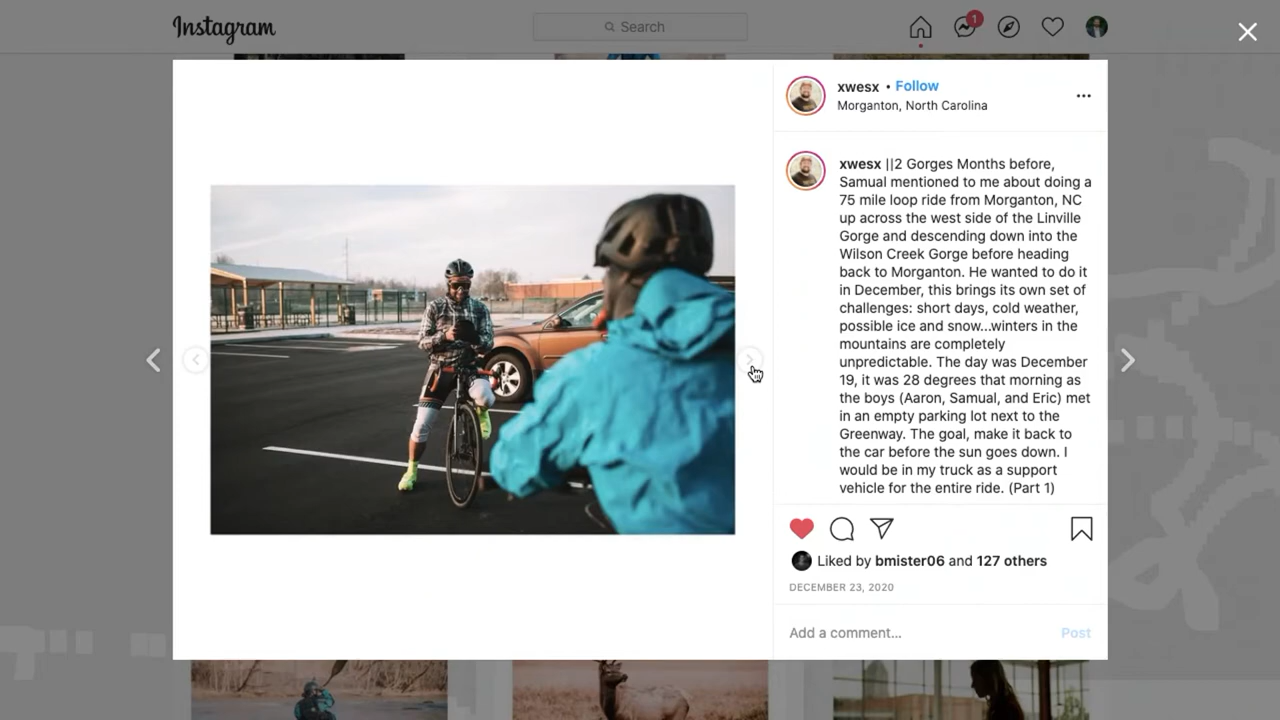 Instagram
Search
1
xwesx • Follow
Morganton, North Carolina
xwesx ||2 Gorges Months before,
Samual mentioned to me about doing a
75 mile loop ride from Morganton, NC
up across the west side of the Linville
Gorge and descending down into the
Wilson Creek Gorge before heading
back to Morganton. He wanted to do it
in December, this brings its own set of
challenges: short days, cold weather,
possible ice and snow...winters in the
mountains are completely
unpredictable. The day was December
19, it was 28 degrees that morning as
the boys (Aaron, Samual, and Eric) met
in an empty parking lot next to the
Greenway. The goal, make it back to
the car before the sun goes down. I
would be in my truck as a support
vehicle for the entire ride. (Part 1)
Liked by bmister06 and 127 others
DECEMBER 23, 2020
Add a comment...
Post